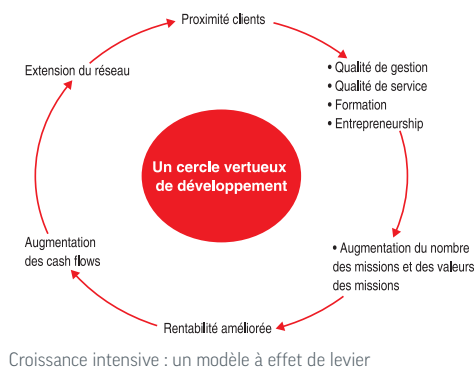 Proximité clients
Extension du réseau
• Qualité de gestion
• Qualité de service
• Formation
• Entrepreneurship
Un cercle vertueux
de développement
Augmentation
des cash flows
• Augmentation du nombre
des missions et des valeurs
des missions
Rentabilité améliorée
Croissance intensive : un modèle à effet de levier